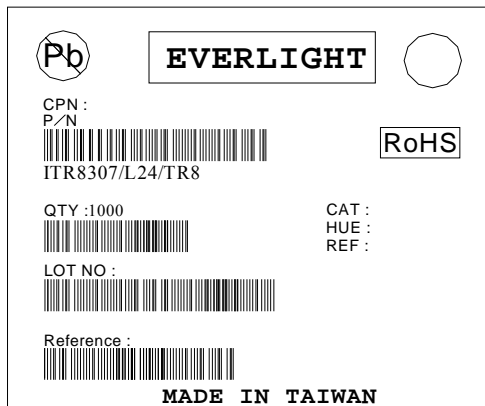 Pb
EVERLIGHT
CPN :
P/N
RoHS
ITR8307/L24/TR8
QTY :1000
CAT :
HUE :
REF :
LOT NO :
Reference :
MADE IN TAIWAN